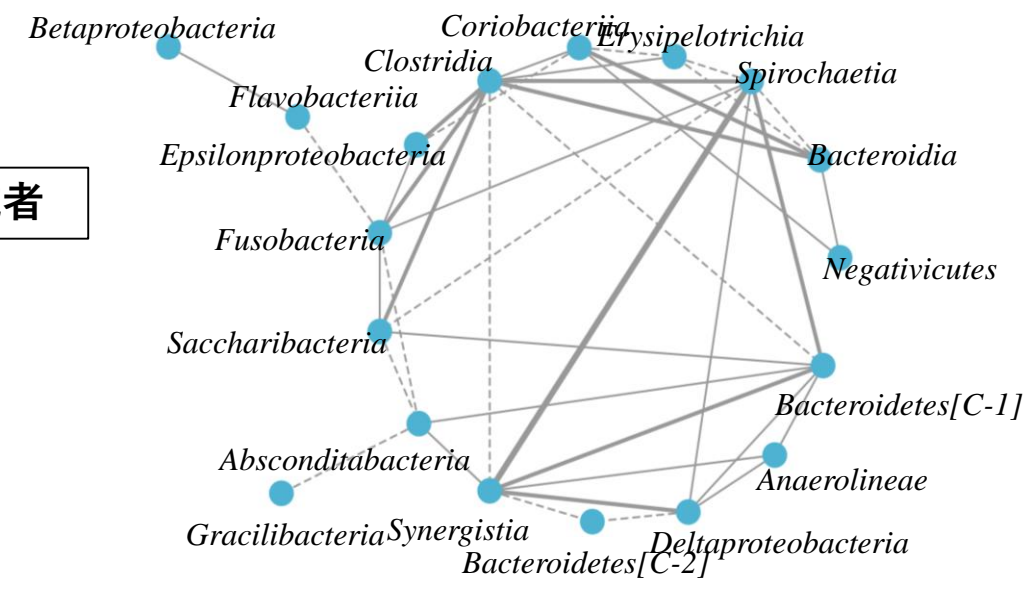 Betaproteobacteria
Coriobacteriia
Erysipelotrichia
Clostridia
Spirochaetia
Flavobacteriia
Epsilonproteobacteria
Bacteroidia
者
Fusobacteria
Negativicutes
Saccharibacteria
Bacteroidetes[C-1]
Absconditabacteria
Anaerolineae
Gracilibacteria
Synergistia
Deltaproteobacteria
Bacteroidetes[C-2]